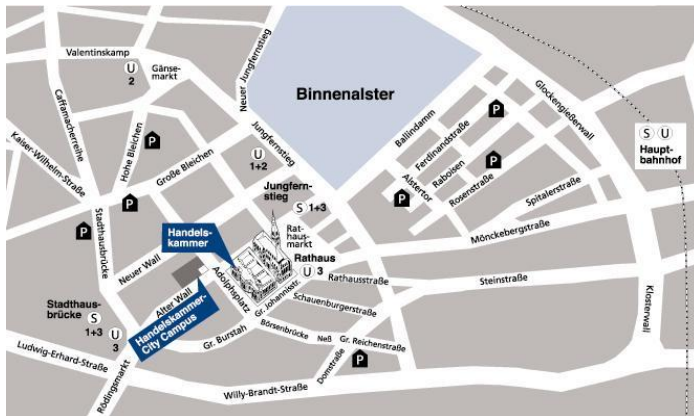 Valentinskamp
U
2
Gänse-
markt
Neuer Jungfernstieg
Binnenalster
Caffamacherreihe
Kaiser-Wilhelm-Straße
Hohe Bleichen
P
Große Bleichen
Jungfernstieg
U
1+2
Ballindamm
Ferdinandstraße
P
Glockengießerwall
S U
Haupt-
bahnhof
Alstertor
Raboisen
P
Rosenstraße
P
Spitalerstraße
Jungfern-
stieg
S 1+3
P
P
Stadthausbrücke
Handels-
kammer
Rat-
haus-
markt
Mönckebergstraße
Neuer Wall
Rathaus
U 3
Rathausstraße
Steinstraße
Adolphsplatz
Alter Wall
Handelskammer-
City Campus
Gr. Johannisstr.
Schauenburgerstraße
Klosterwall
Stadthaus-
brücke
S
1+3
U
3
Gr. Burstah
Börsenbrücke
Neß
Gr. Reichenstraße
P
Domstraße
Ludwig-Erhard-Straße
Rödingsmarkt
Willy-Brandt-Straße